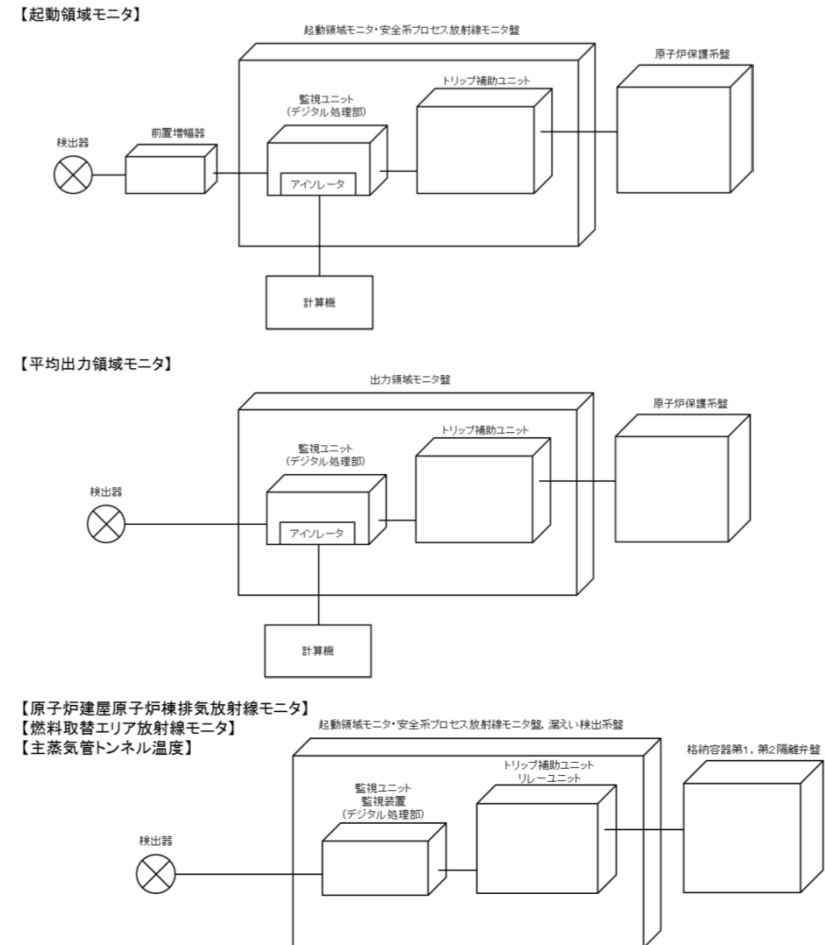 【起動領域モニタ】
起動領域モニタ・安全系プロセス放射線モニタ盤
原子炉保護系盤
トリップ補助ユニット
監視ユニット
(デジタル処理部)
前置増幅器
検出器
アイソレータ
計算機
【平均出力領域モニタ】
出力領域モニタ盤
原子炉保護系盤
トリップ補助ユニット
監視ユニット
(デジタル処理部)
検出器
アイソレータ
計算機
【原子炉建屋原子炉棟排気放射線モニタ】
【燃料取替エリア放射線モニタ】
【主蒸気管トンネル温度】
起動領域モニタ・安全系プロセス放射線モニタ盤, 漏えい検出系盤
格納容器第1, 第2隔離弁盤
トリップ補助ユニット
リレーユニット
監視ユニット
監視装置
(デジタル処理部)
検出器